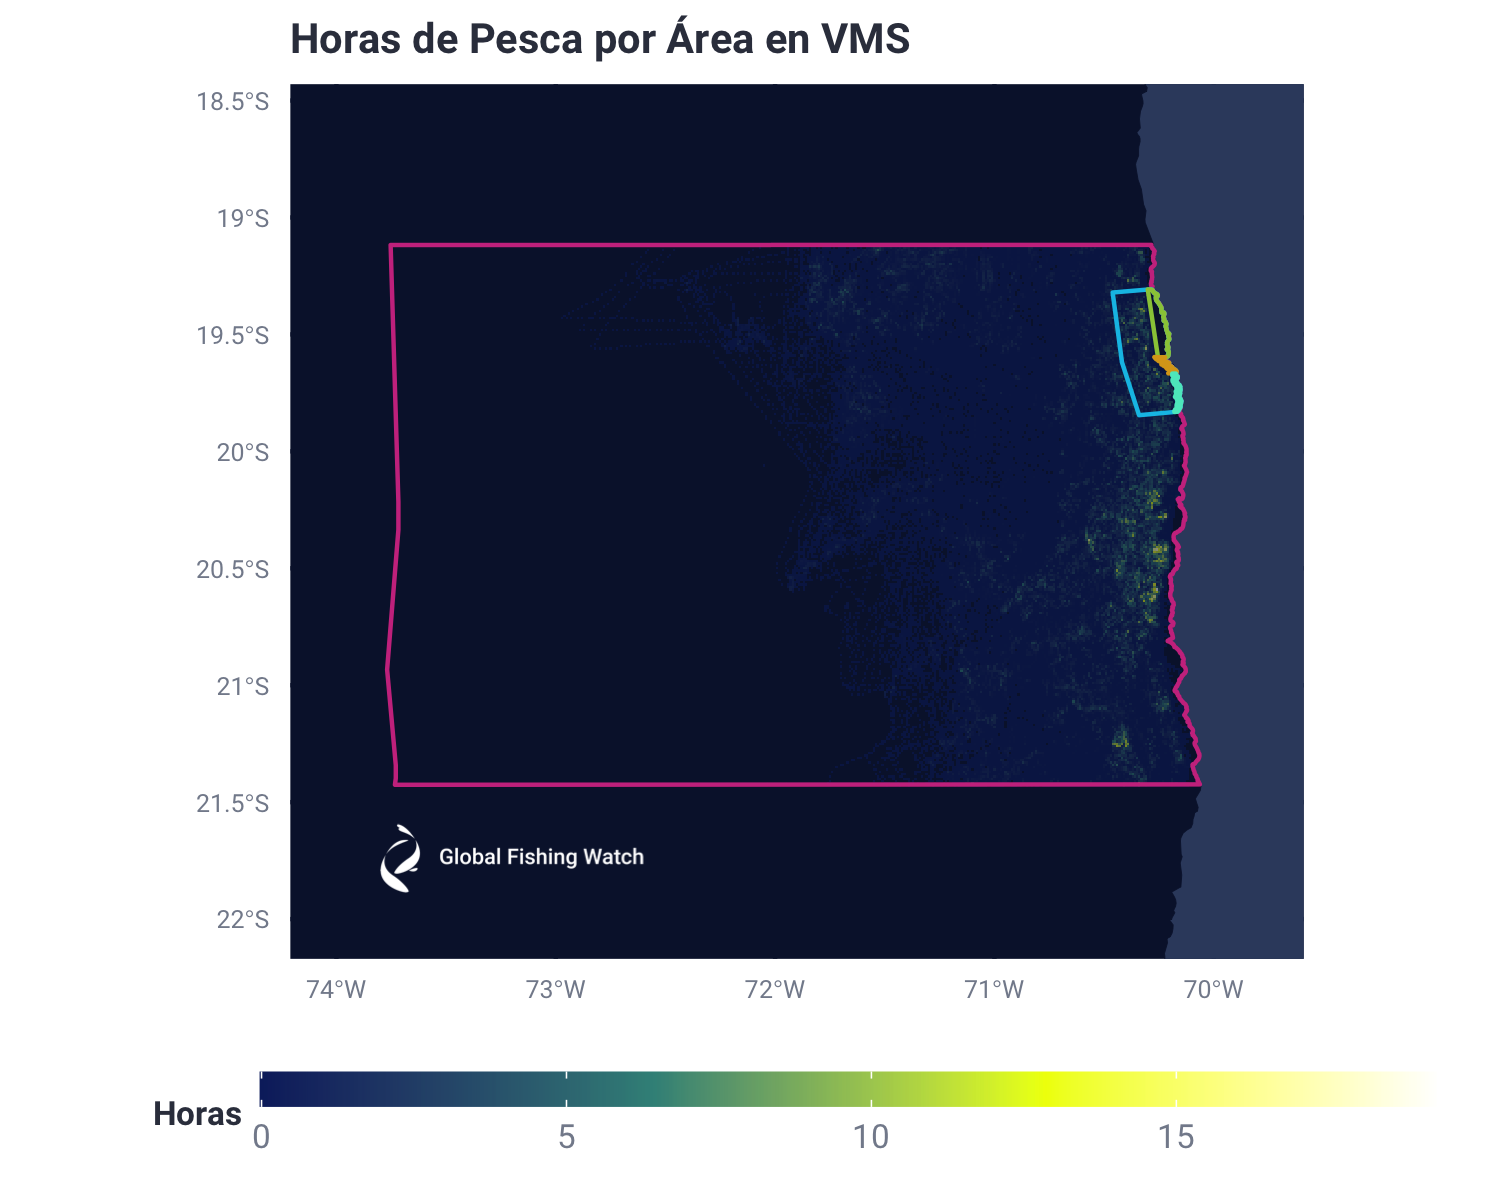 Horas de Pesca por Área en VMS
18.5°S
19°S
19.5°S
20°S
20.5°S
21°S
21.5°S
22°S
Global Fishing Watch
74°W 73°W 72°W 71°W 70°W
Horas
0 5 10 15